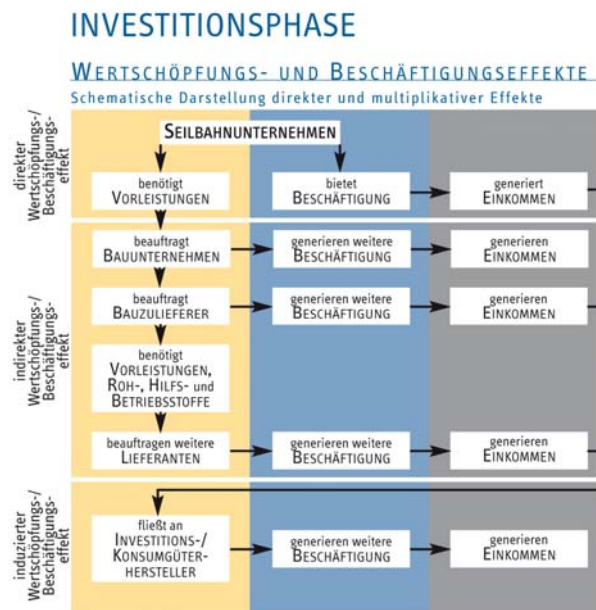 INVESTITIONSPHASE
WERTSCHÖPFUNGS- UND BESCHÄFTIGUNGSEFFEKTE
Schematische Darstellung direkter und multiplikativer Effekte
direkter
Wertschöpfungs-/
Beschäftigungs-
effekt
SEILBAHNUNTERNEHMEN
benötigt
VORLEISTUNGEN
bietet
BESCHÄFTIGUNG
generiert
EINKOMMEN
indirekter
Wertschöpfungs-/
Beschäftigungs-
effekt
beauftragt
BAUUNTERNEHMEN
generieren weitere
BESCHÄFTIGUNG
generieren
EINKOMMEN
beauftragt
BAUZULIEFERER
generieren weitere
BESCHÄFTIGUNG
generieren
EINKOMMEN
benötigt
VORLEISTUNGEN,
ROH-, HILFS- und
BETRIEBSSTOFFE
beauftragen weitere
LIEFERANTEN
generieren weitere
BESCHÄFTIGUNG
generieren
EINKOMMEN
induzierter
Wertschöpfungs-/
Beschäftigungs-
effekt
fließt an
INVESTITIONS-/
KONSUMGÜTER-
HERSTELLER
generieren weitere
BESCHÄFTIGUNG
generieren
EINKOMMEN